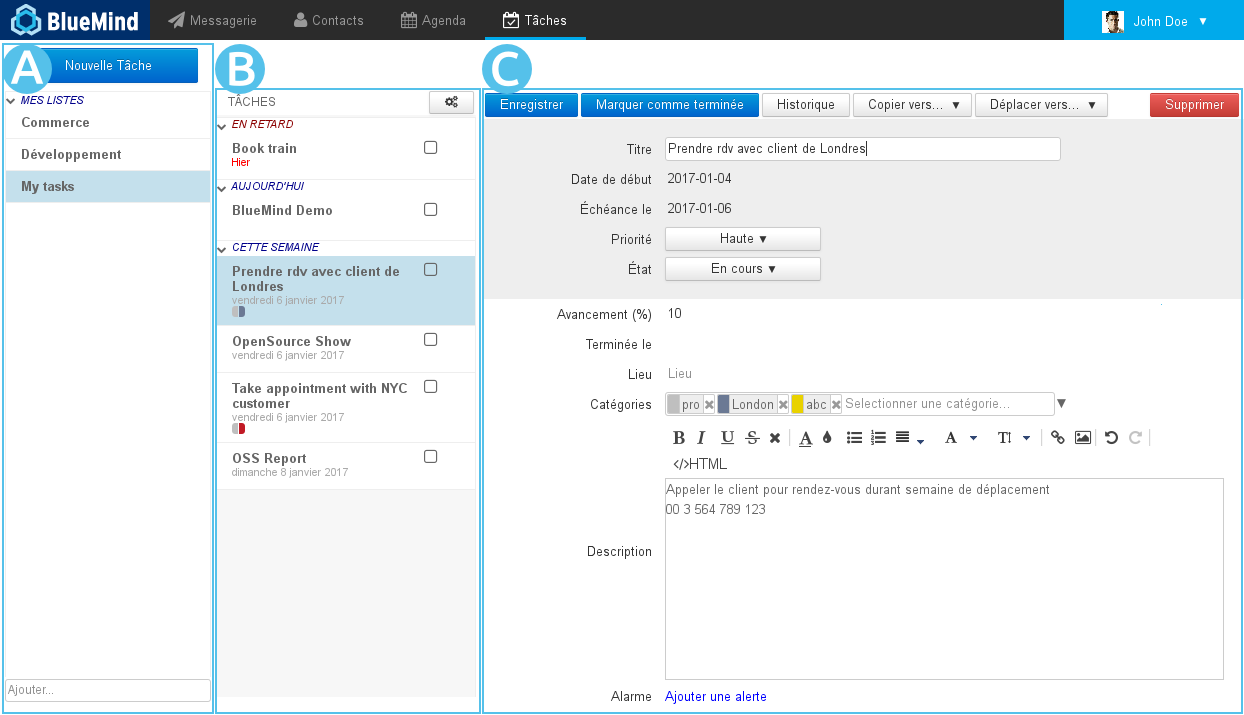 BlueMind
Messagerie
Contacts
Agenda
Tâches
John Doe ▼
A
Nouvelle Tâche
MES LISTES
Commerce
Développement
My tasks
Ajouter...
B
TÂCHES
EN RETARD
Book train
Hier
AUJOURD'HUI
BlueMind Demo
CETTE SEMAINE
Prendre rdv avec client de
Londres
vendredi 6 janvier 2017
OpenSource Show
vendredi 6 janvier 2017
Take appointment with NYC
customer
vendredi 6 janvier 2017
OSS Report
dimanche 8 janvier 2017
C
Enregistrer
Marquer comme terminée
Historique
Copier vers... ▼
Déplacer vers... ▼
Supprimer
Titre Prendre rdv avec client de Londres
Date de début 2017-01-04
Échéance le 2017-01-06
Priorité Haute ▼
État En cours ▼
Avancement (%) 10
Terminée le
Lieu Lieu
Catégories pro London abc Selectionner une catégorie...
B I U S A A T
</>HTML
Appeler le client pour rendez-vous durant semaine de déplacement
00 3 564 789 123
Description
Alarme Ajouter une alerte